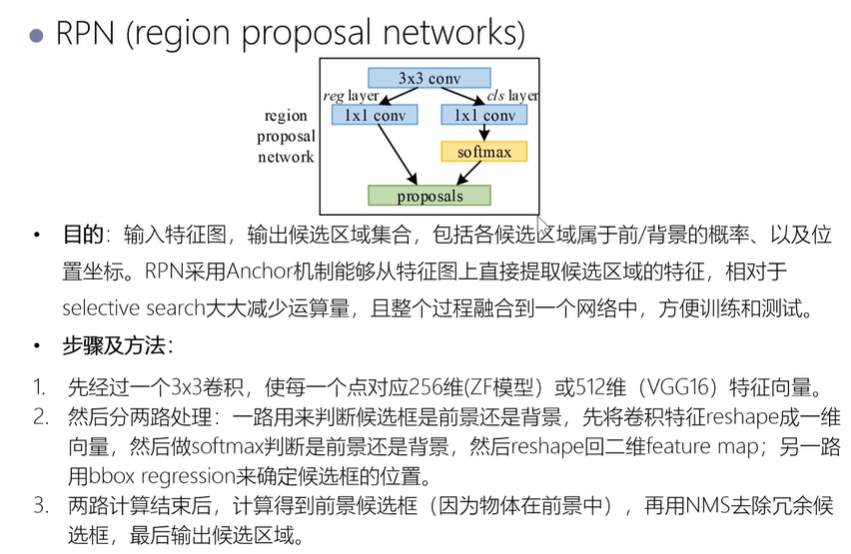 RPN (region proposal networks)
3x3 conv
reg layer
cls layer
region
proposal
network
1x1 conv
1x1 conv
softmax
proposals
• 目的：输入特征图，输出候选区域集合，包括各候选区域属于前/背景的概率、以及位
置坐标。RPN采用Anchor机制能够从特征图上直接提取候选区域的特征，相对于
selective search大大减少运算量，且整个过程融合到一个网络中，方便训练和测试。
• 步骤及方法：
1. 先经过一个3x3卷积，使每一个点对应256维(ZF模型）或512维（VGG16）特征向量。
2. 然后分两路处理：一路用来判断候选框是前景还是背景，先将卷积特征reshape成一维
向量，然后做softmax判断是前景还是背景，然后reshape回二维feature map；另一路
用bbox regression来确定候选框的位置。
3. 两路计算结束后，计算得到前景候选框（因为物体在前景中）, 再用NMS去除冗余候
选框，最后输出候选区域。